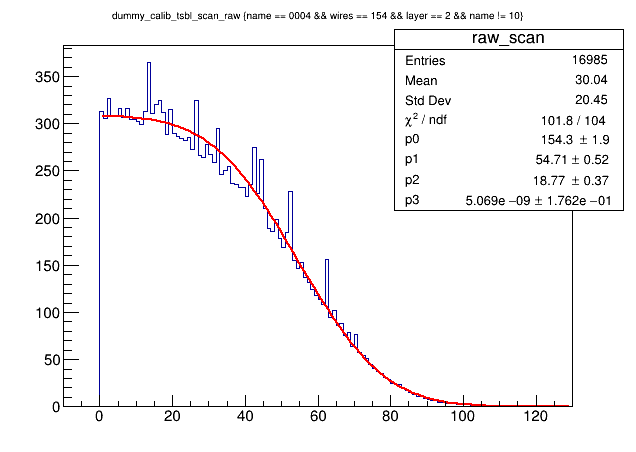 dummy_calib_tsbl_scan_raw {name == 0004 && wires == 154 && layer == 2 && name != 10}
raw_scan
Entries 16985
Mean 30.04
Std Dev 20.45
χ² / ndf 101.8 / 104
p0 154.3 ± 1.9
p1 54.71 ± 0.52
p2 18.77 ± 0.37
p3 5.069e −09 ± 1.762e −01
350
300
250
200
150
100
50
0
0 20 40 60 80 100 120